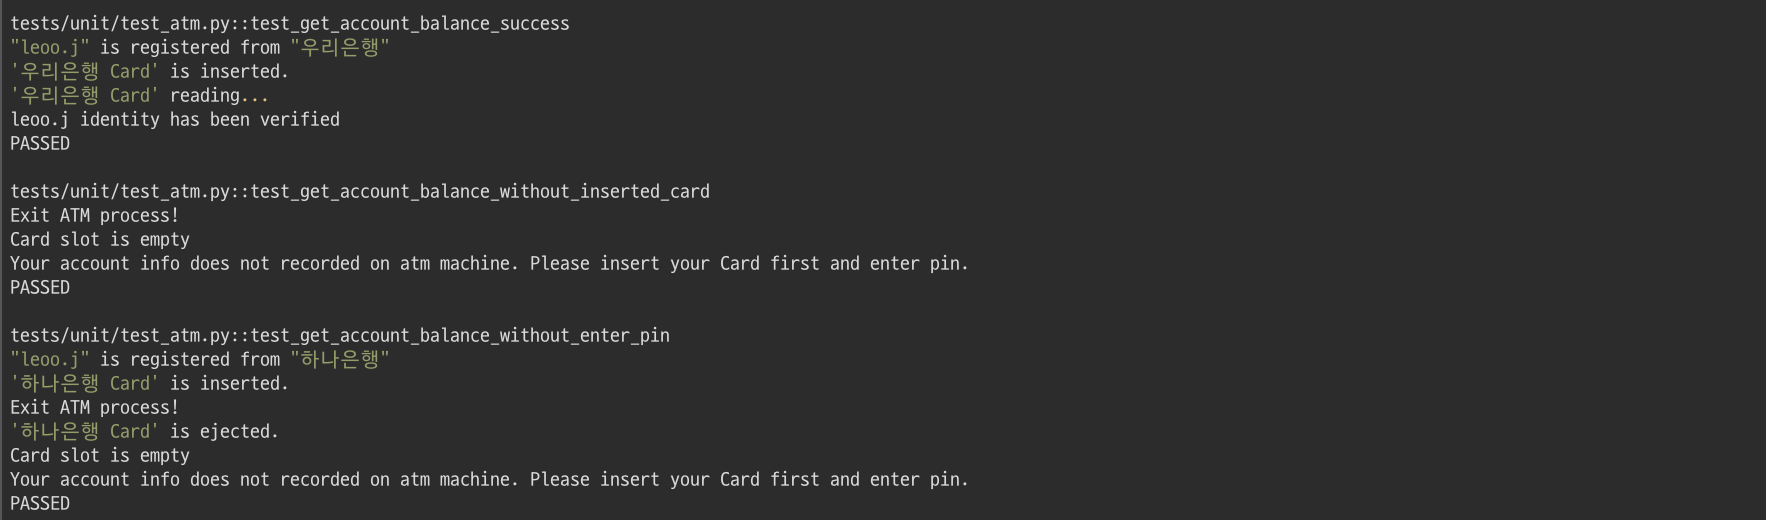 tests/unit/test_atm.py::test_get_account_balance_success
"leoo.j" is registered from "우리은행"
'우리은행 Card' is inserted.
'우리은행 Card' reading...
leoo.j identity has been verified
PASSED
tests/unit/test_atm.py::test_get_account_balance_without_inserted_card
Exit ATM process!
Card slot is empty
Your account info does not recorded on atm machine. Please insert your Card first and enter pin.
PASSED
tests/unit/test_atm.py::test_get_account_balance_without_enter_pin
"leoo.j" is registered from "하나은행"
'하나은행 Card' is inserted.
Exit ATM process!
'하나은행 Card' is ejected.
Card slot is empty
Your account info does not recorded on atm machine. Please insert your Card first and enter pin.
PASSED